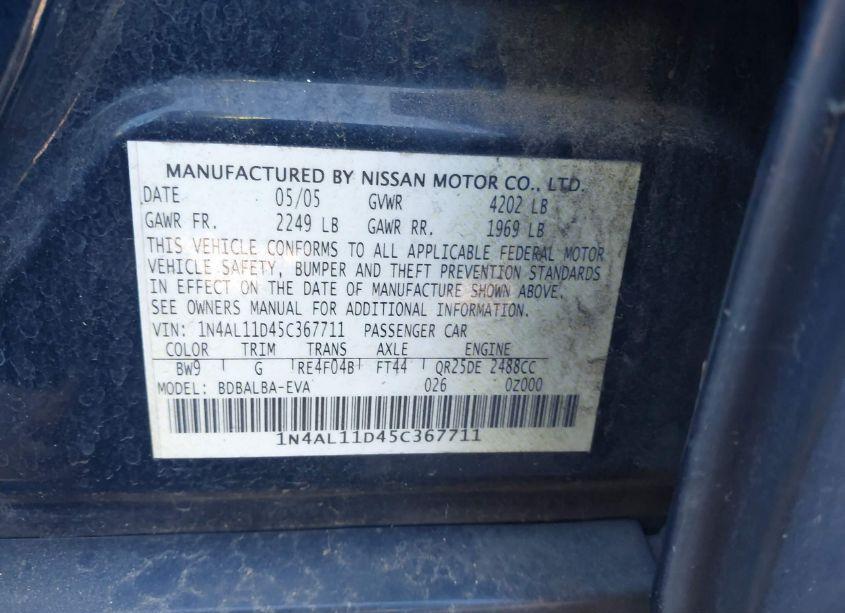 MANUFACTURED BY NISSAN MOTOR CO., LTD.
DATE 05/05 GVWR 4202 LB
GAWR FR. 2249 LB GAWR RR. 1969 LB
THIS VEHICLE CONFORMS TO ALL APPLICABLE FEDERAL MOTOR
VEHICLE SAFETY, BUMPER AND THEFT PREVENTION STANDARDS
IN EFFECT ON THE DATE OF MANUFACTURE SHOWN ABOVE.
SEE OWNERS MANUAL FOR ADDITIONAL INFORMATION.
VIN: 1N4AL11D45C367711 PASSENGER CAR
COLOR TRIM TRANS AXLE ENGINE
BW9 G RE4F04B FT44 QR25DE 2488CC
MODEL: BDBALBA-EVA 026 0Z000
1N4AL11D45C367711